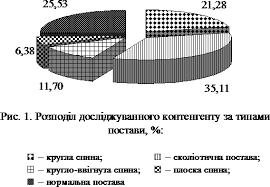 25,53
21,28
6,38
11,70
35,11
Рис. 1. Розподіл досліджуваного контенгенту за типами
постави, %:
– кругла спина;
– сколіотична постава;
– кругло-ввігнута спина;
– плоска спина;
– нормальна постава